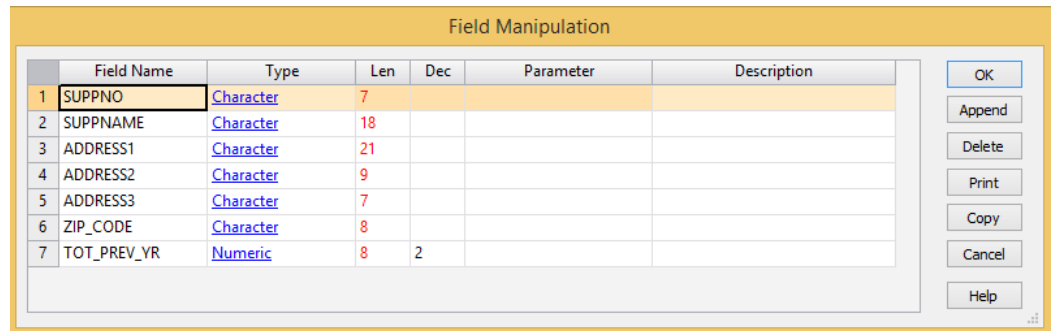 Field Manipulation
Field Name Type Len Dec Parameter Description
1 SUPPNO Character 7
2 SUPPNAME Character 18
3 ADDRESS1 Character 21
4 ADDRESS2 Character 9
5 ADDRESS3 Character 7
6 ZIP_CODE Character 8
7 TOT_PREV_YR Numeric 8 2
OK
Append
Delete
Print
Copy
Cancel
Help